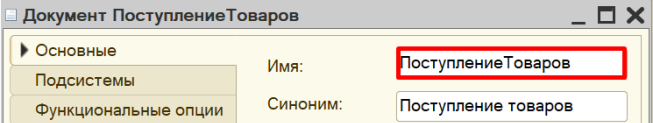 Документ ПоступлениеТоваров
Основные
Подсистемы
Функциональные опции
Имя: ПоступлениеТоваров
Синоним: Поступление товаров